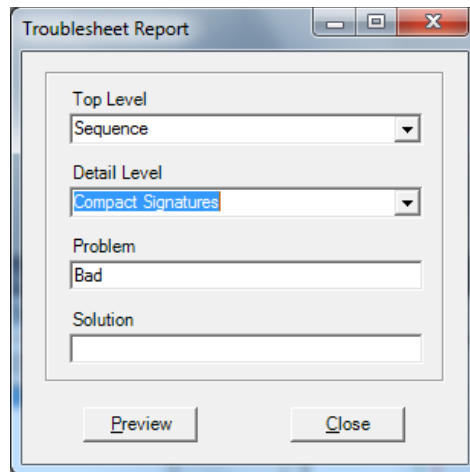 Troublesheet Report
Top Level
Sequence
Detail Level
Compact Signatures
Problem
Bad
Solution
Preview
Close